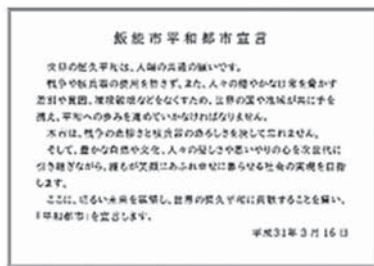 飯能市平和都市宣言
世界の恒久平和は、人類の共通の願いです。
戦争や核兵器の使用を許さず、また、人々の穏やかな日常を脅かす
差別や貧困、環境破壊などをなくすため、世界の国や地域が共に手を
携え、平和への歩みを進めていかなければなりません。
本市は、戦争の悲惨さと核兵器の恐ろしさを決して忘れません。
そして、豊かな自然や文化、人々の優しさや思いやりの心を次世代に
引き継ぎながら、誰もが笑顔にあふれ幸せに暮らせる社会の実現を目指
します。
ここに、明るい未来を展望し、世界の恒久平和に貢献することを誓い、
「平和都市」を宣言します。
平成31年3月16日